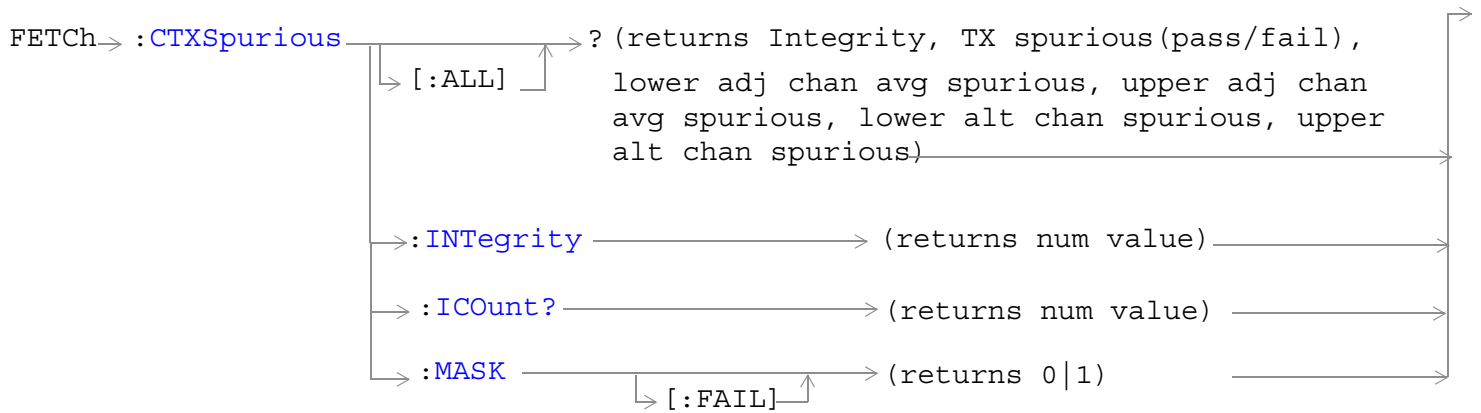 FETCh :CTXSpurious ? (returns Integrity, TX spurious(pass/fail),
[:ALL] lower adj chan avg spurious, upper adj chan
avg spurious, lower alt chan spurious, upper
alt chan spurious)
:INTegrity (returns num value)
:ICOunt? (returns num value)
:MASK (returns 0|1)
[:FAIL]